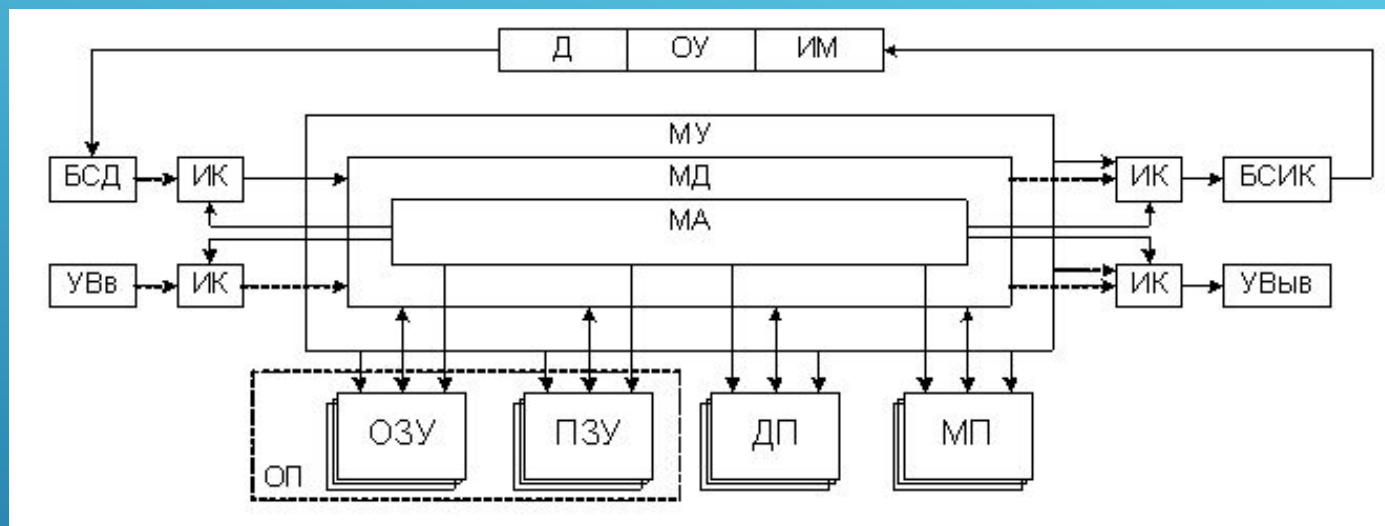 Д ОУ ИМ
МУ
БСД ИК МД ИК БСИК
МА
УВв ИК ИК УВыв
ОЗУ ПЗУ ДП МП
ОП